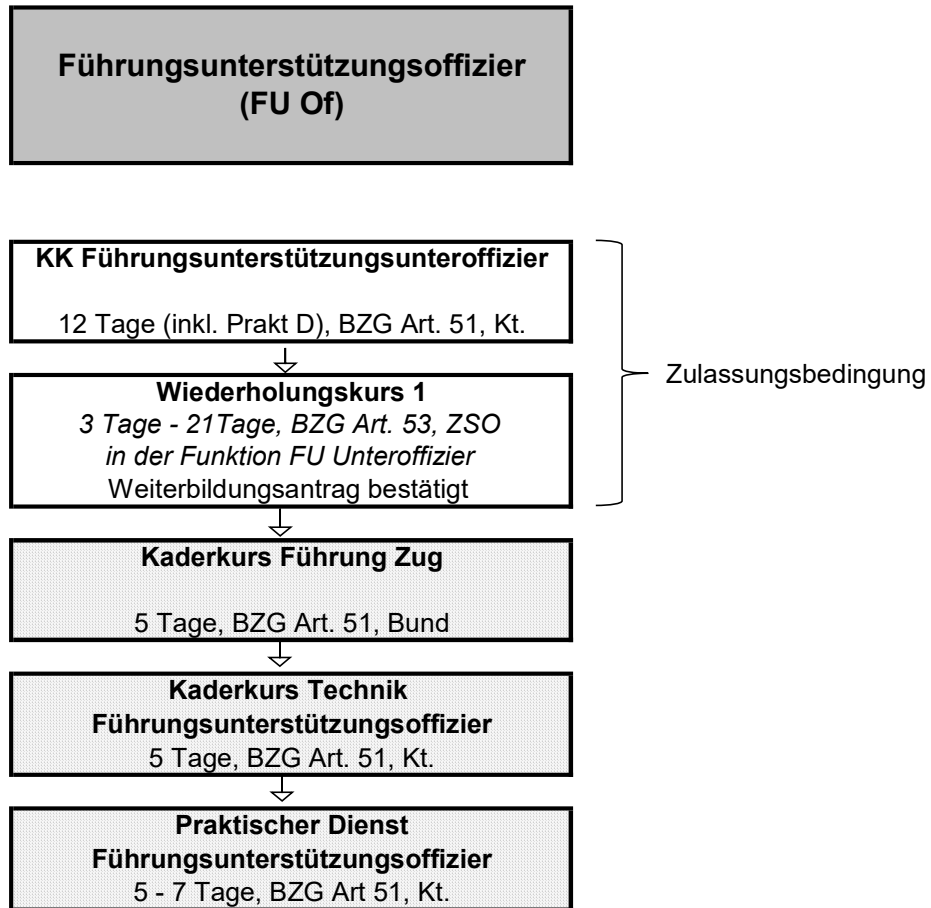 Führungsunterstützungsoffizier
(FU Of)
KK Führungsunterstützungsunteroffizier
12 Tage (inkl. Prakt D), BZG Art. 51, Kt.
Wiederholungskurs 1
3 Tage - 21Tage, BZG Art. 53, ZSO
in der Funktion FU Unteroffizier
Weiterbildungsantrag bestätigt
Zulassungsbedingung
Kaderkurs Führung Zug
5 Tage, BZG Art. 51, Bund
Kaderkurs Technik
Führungsunterstützungsoffizier
5 Tage, BZG Art. 51, Kt.
Praktischer Dienst
Führungsunterstützungsoffizier
5 - 7 Tage, BZG Art 51, Kt.